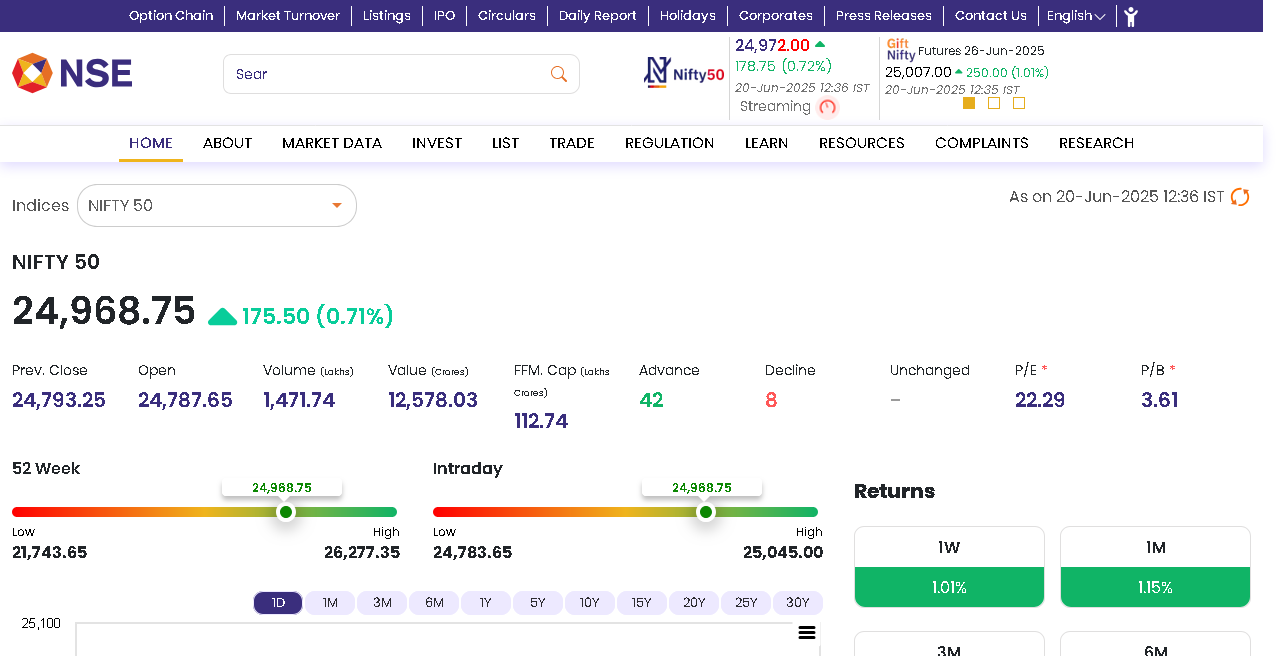 Option Chain Market Turnover Listings IPO Circulars Daily Report Holidays Corporates Press Releases Contact Us English
NSE
Sear
Nifty50
24,972.00
178.75 (0.72%)
20-Jun-2025 12:36 IST
Streaming
Gift Nifty Futures 26-Jun-2025
25,007.00 250.00 (1.01%)
20-Jun-2025 12:35 IST
HOME ABOUT MARKET DATA INVEST LIST TRADE REGULATION LEARN RESOURCES COMPLAINTS RESEARCH
Indices NIFTY 50
As on 20-Jun-2025 12:36 IST
NIFTY 50
24,968.75 175.50 (0.71%)
Prev. Close
24,793.25
Open
24,787.65
Volume (Lakhs)
1,471.74
Value (Crores)
12,578.03
FFM. Cap (Lakhs
Crores)
112.74
Advance
42
Decline
8
Unchanged
-
P/E *
22.29
P/B *
3.61
52 Week
24,968.75
Low High
21,743.65 26,277.35
Intraday
24,968.75
Low High
24,783.65 25,045.00
1D 1M 3M 6M 1Y 5Y 10Y 15Y 20Y 25Y 30Y
25,100
Returns
1W
1.01%
1M
1.15%
3M
6M